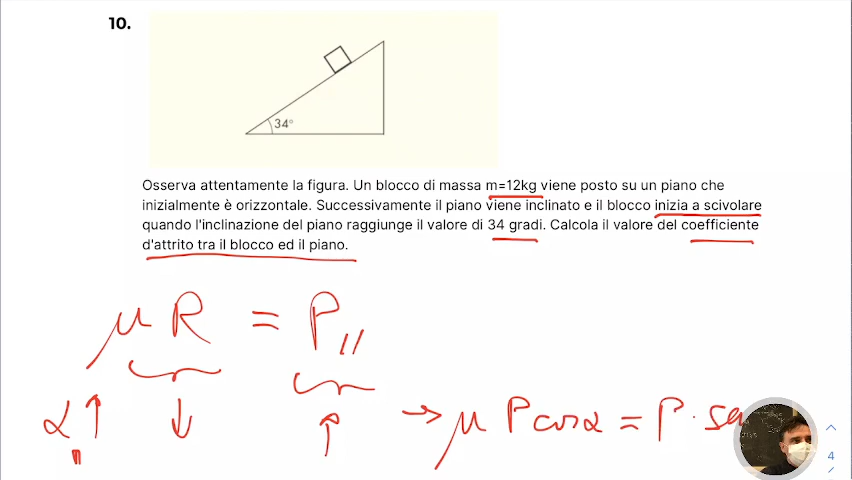 10.
34°
Osserva attentamente la figura. Un blocco di massa m=12kg viene posto su un piano che
inizialmente è orizzontale. Successivamente il piano viene inclinato e il blocco inizia a scivolare
quando l'inclinazione del piano raggiunge il valore di 34 gradi. Calcola il valore del coefficiente
d'attrito tra il blocco ed il piano.
μ R = P//
α ↑ ↓ ↑ → μ P cos α = P · se
4